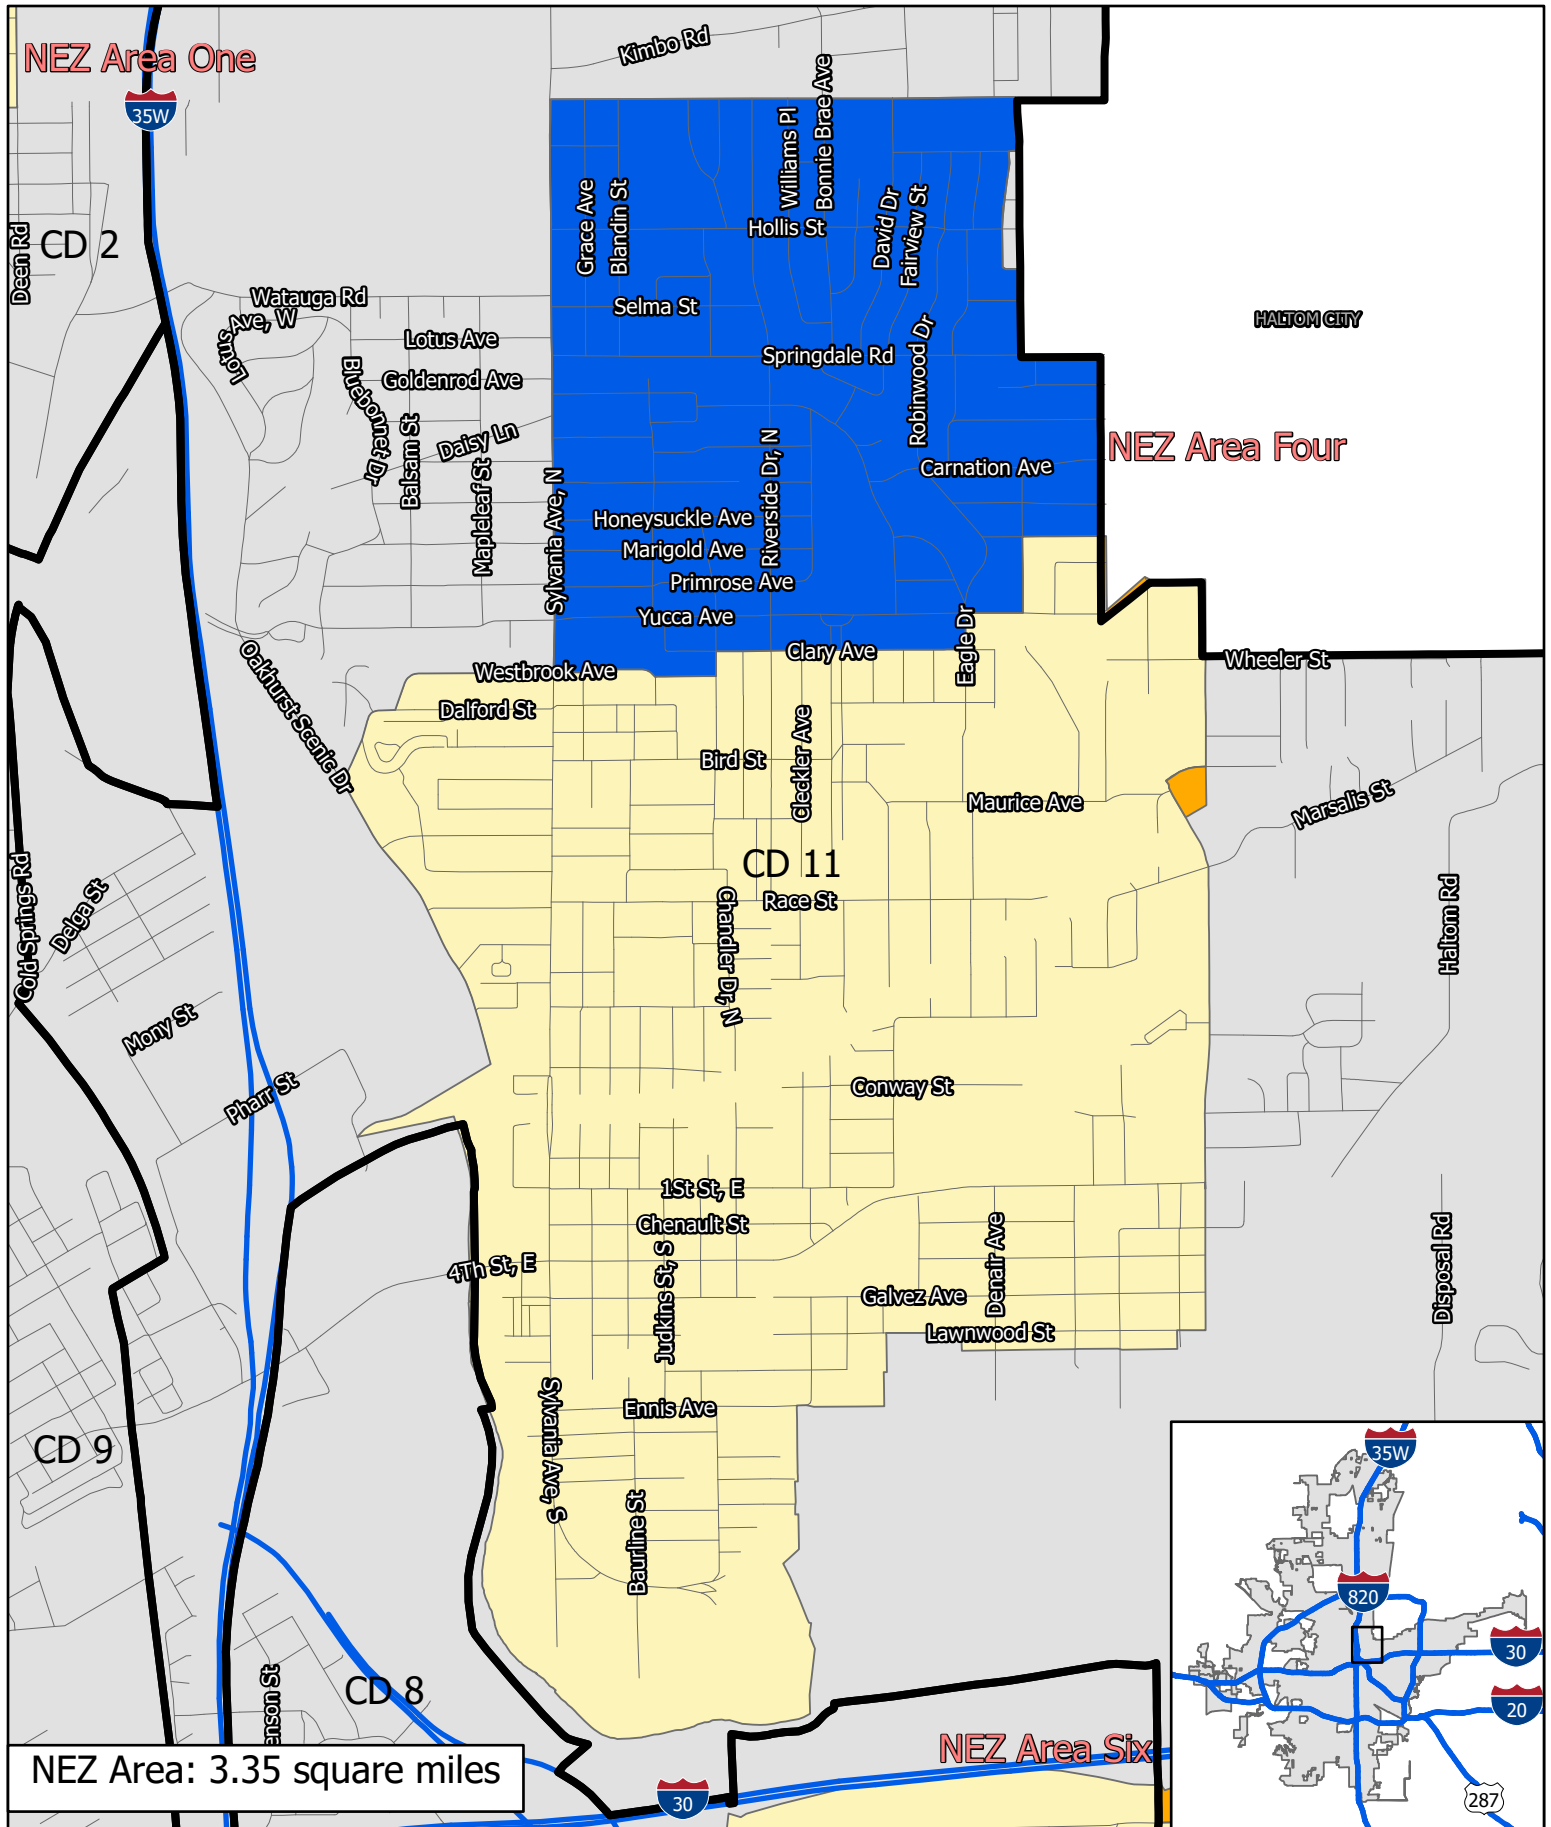 Kimbo Rd
NEZ Area One
35W
Williams Pl
Bonnie Brae Ave
Grace Ave
Blandin St
David Dr
Fairview St
Hollis St
Deen Rd
CD 2
Watauga Rd
Selma St
Lotus Ave, W
Lotus Ave
HALTOM CITY
Springdale Rd
Robinwood Dr
Goldenrod Ave
Bluebonnet Dr
Balsam St
Daisy Ln
NEZ Area Four
Riverside Dr, N
Carnation Ave
Mapleleaf St
Sylvania Ave, N
Honeysuckle Ave
Marigold Ave
Primrose Ave
Yucca Ave
Eagle Dr
Clary Ave
Wheeler St
Westbrook Ave
Oakhurst Scenic Dr
Dalford St
Cleckler Ave
Bird St
Maurice Ave
Marsalis St
CD 11
Cold Springs Rd
Delga St
Chandler Dr, N
Race St
Haltom Rd
Mony St
Pharr St
Conway St
1St St, E
Chenault St
4Th St, E
Judkins St, S
Denair Ave
Disposal Rd
Galvez Ave
Lawnwood St
Sylvania Ave, S
Ennis Ave
CD 9
Baurline St
35W
820
30
20
287
enson St
CD 8
NEZ Area Six
NEZ Area: 3.35 square miles
30